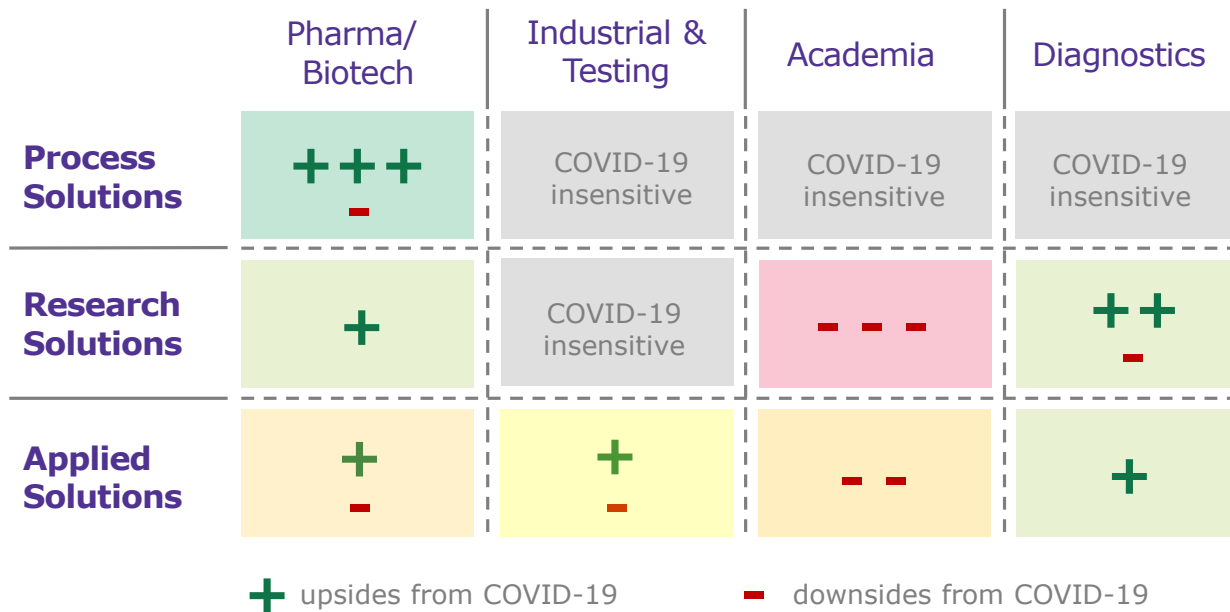 Pharma/
Biotech
Industrial &
Testing
Academia
Diagnostics
Process
Solutions
+ + +
-
COVID-19
insensitive
COVID-19
insensitive
COVID-19
insensitive
Research
Solutions
+
COVID-19
insensitive
- - -
+ +
-
Applied
Solutions
+
-
+
-
- -
+
+ upsides from COVID-19
- downsides from COVID-19